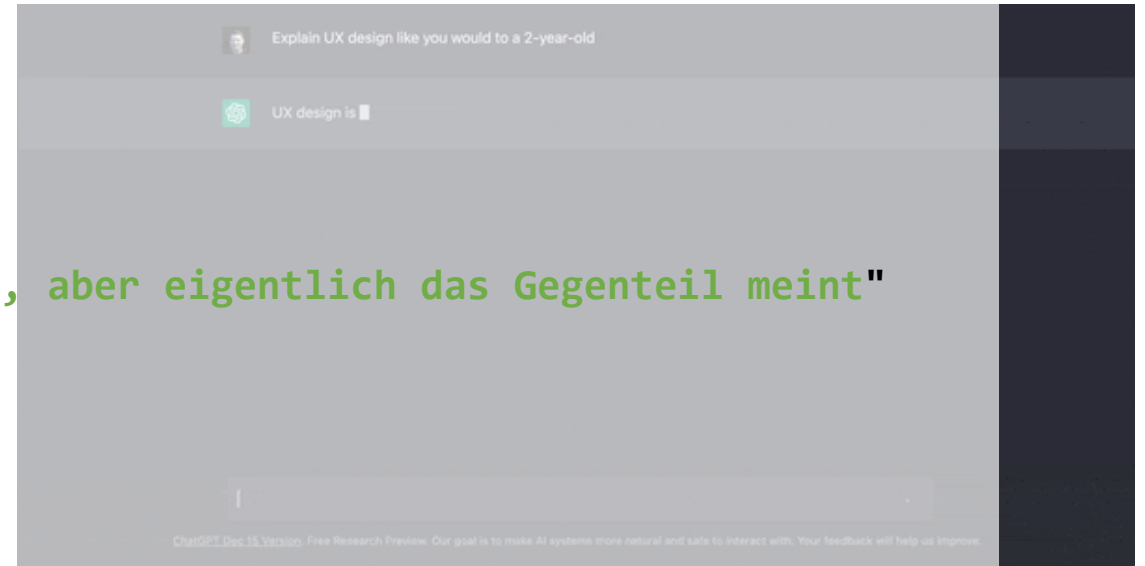 Explain UX design like you would to a 2-year-old
UX design is
, aber eigentlich das Gegenteil meint"
ChatGPT Dec 15 Version. Free Research Preview. Our goal is to make AI systems more natural and safe to interact with. Your feedback will help us improve.